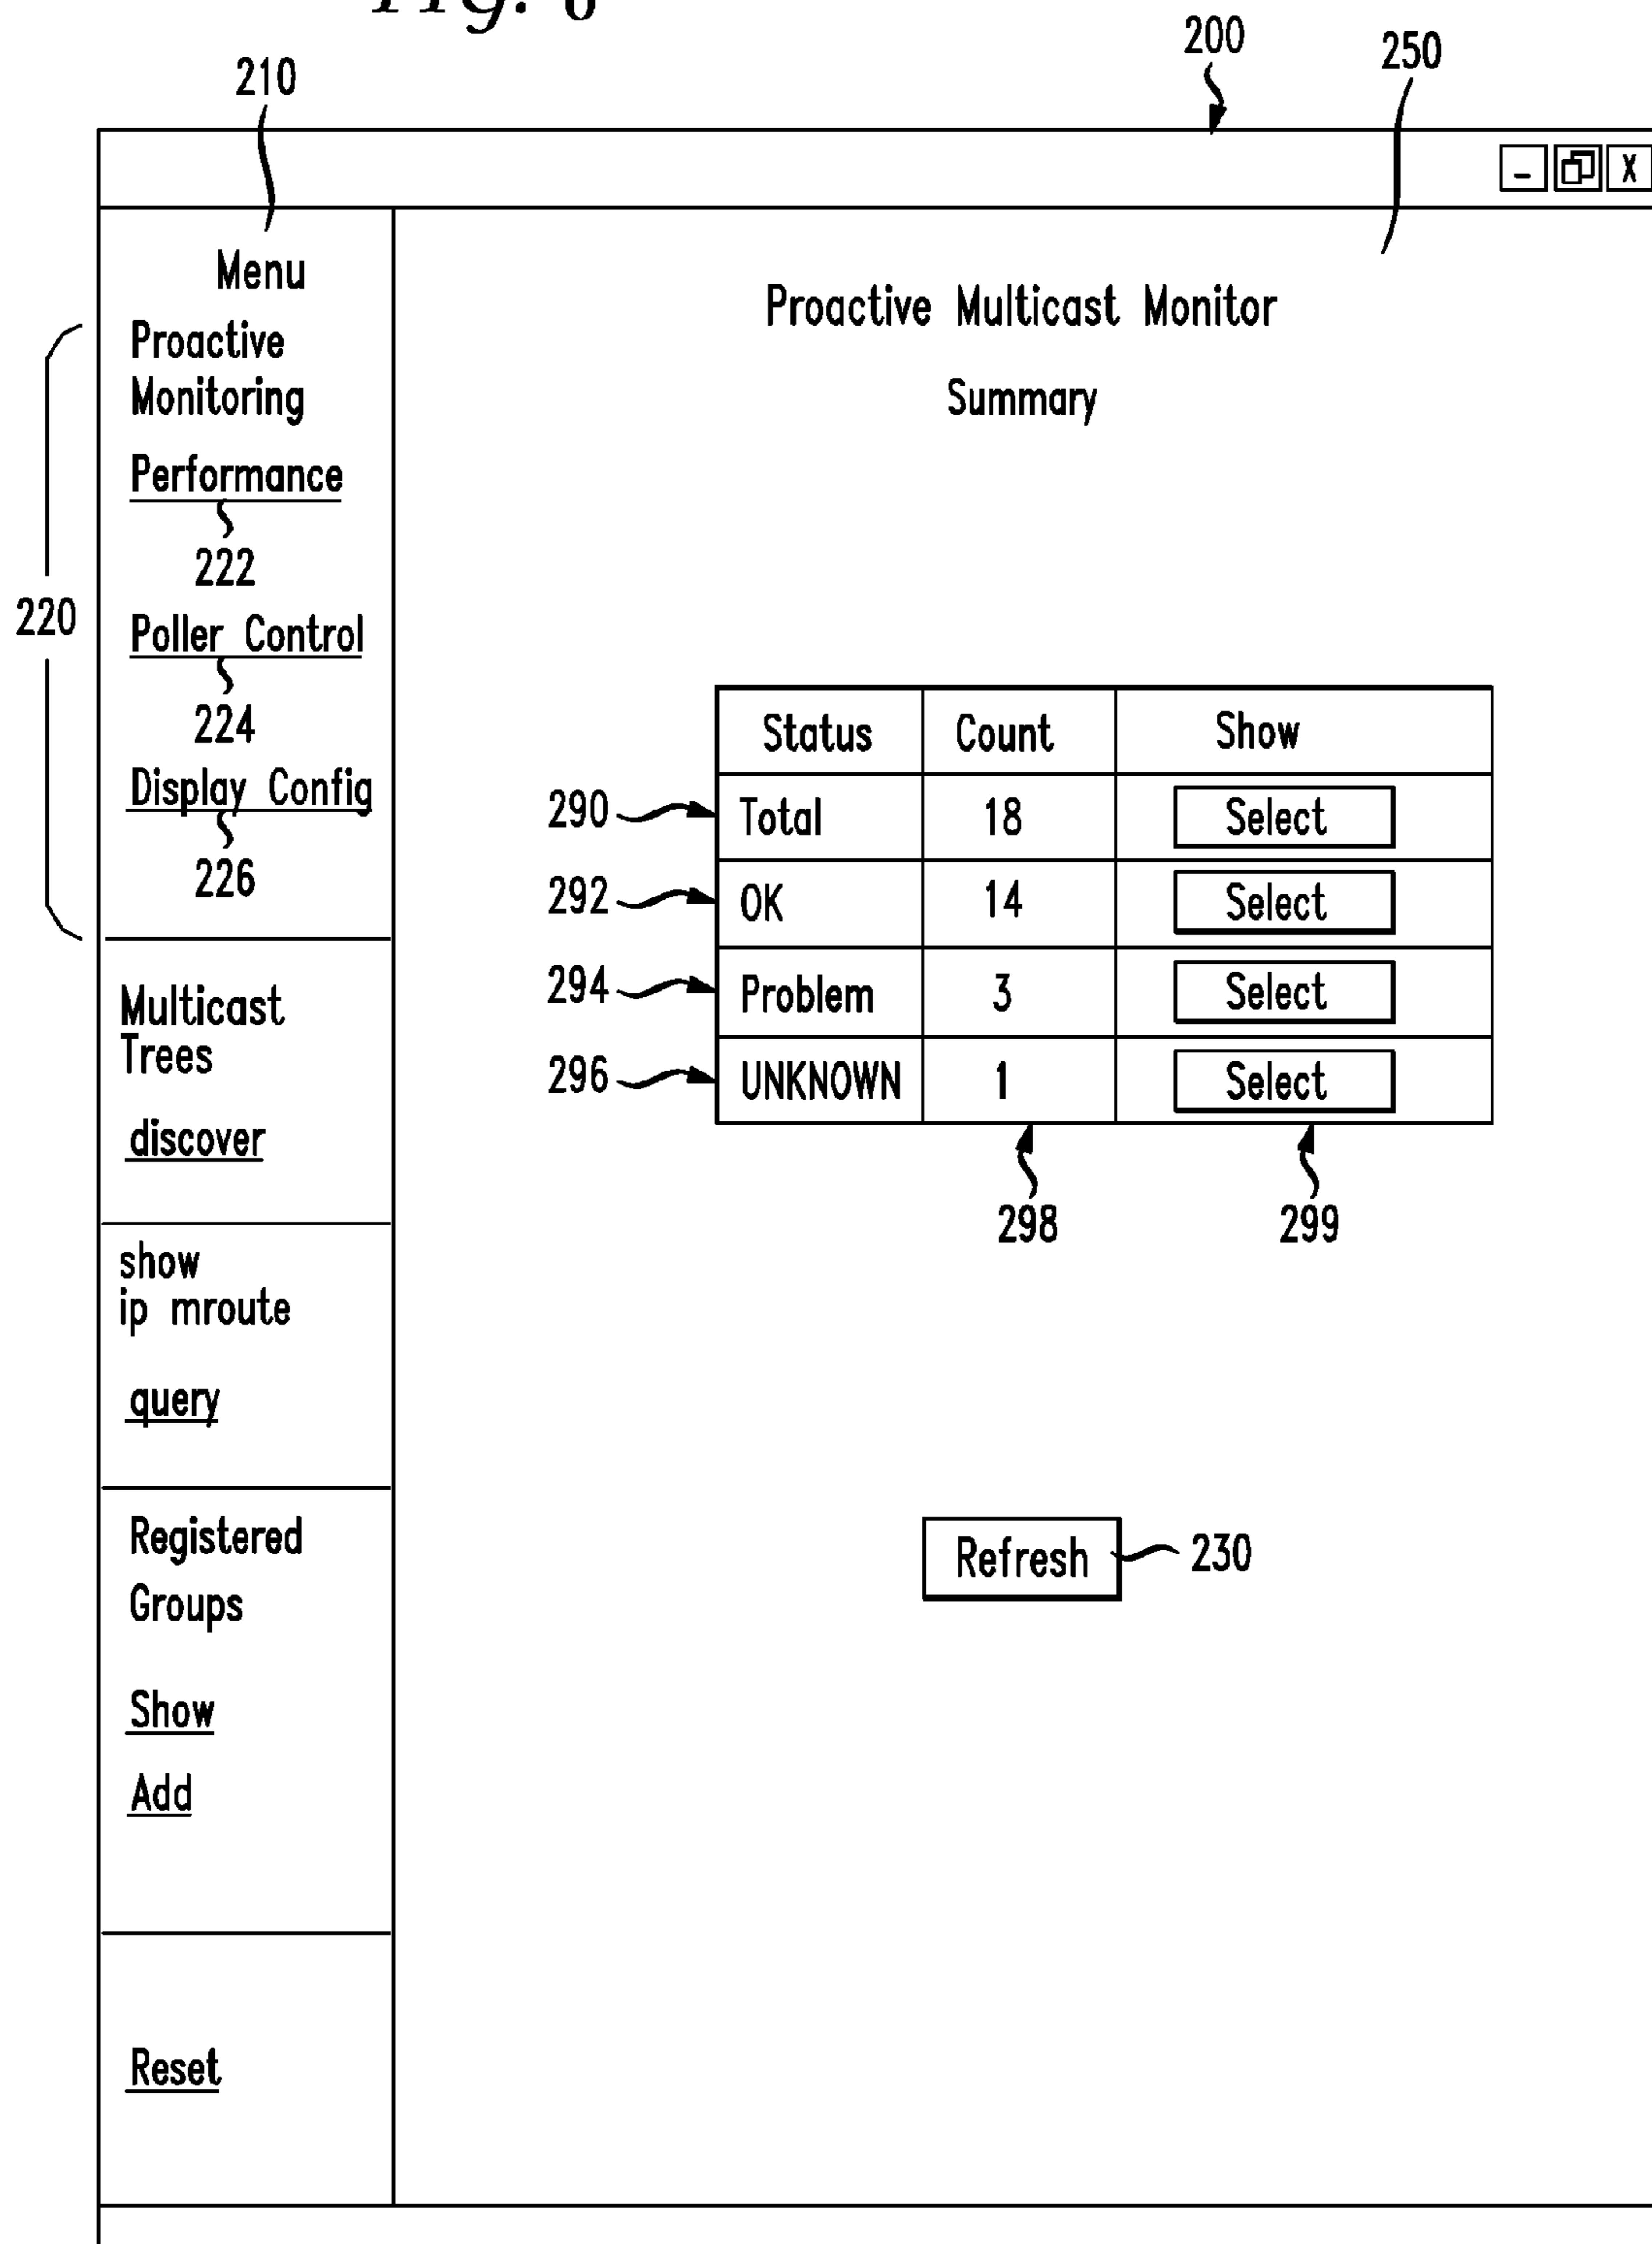 Fig.
200
250
210
X
Menu
Proactive
Monitoring
Performance
222
220
Poller Control
224
Display Config
226
Multicast
Trees
discover
show
ip mroute
query
Registered
Groups
Show
Add
Reset
Proactive Multicast Monitor
Summary
Status Count Show
290 Total 18 Select
292 OK 14 Select
294 Problem 3 Select
296 UNKNOWN 1 Select
298 299
Refresh 230